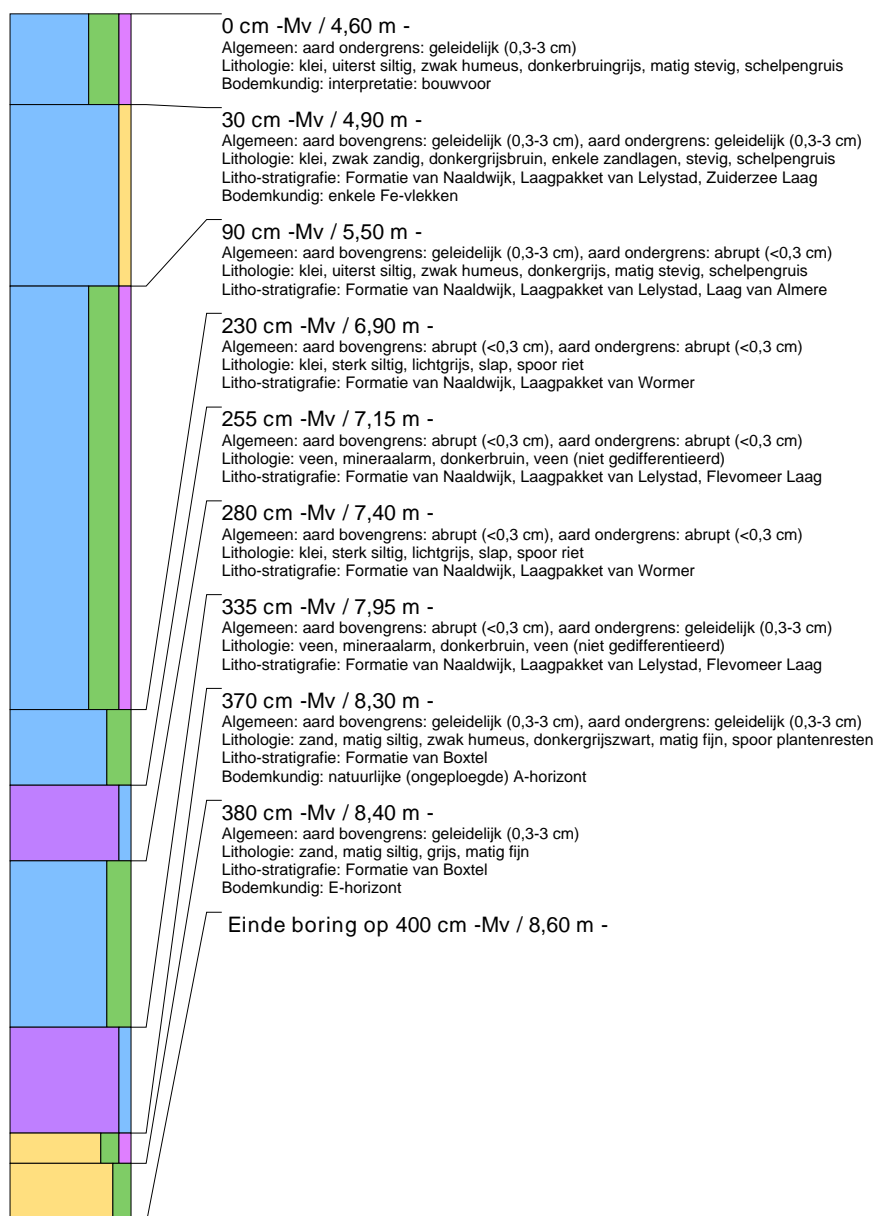 0 cm -Mv / 4,60 m -
Algemeen: aard ondergrens: geleidelijk (0,3-3 cm)
Lithologie: klei, uiterst siltig, zwak humeus, donkerbruingrijs, matig stevig, schelpengruis
Bodemkundig: interpretatie: bouwvoor
30 cm -Mv / 4,90 m -
Algemeen: aard bovengrens: geleidelijk (0,3-3 cm), aard ondergrens: geleidelijk (0,3-3 cm)
Lithologie: klei, zwak zandig, donkergrijsbruin, enkele zandlagen, stevig, schelpengruis
Litho-stratigrafie: Formatie van Naaldwijk, Laagpakket van Lelystad, Zuiderzee Laag
Bodemkundig: enkele Fe-vlekken
90 cm -Mv / 5,50 m -
Algemeen: aard bovengrens: geleidelijk (0,3-3 cm), aard ondergrens: abrupt (<0,3 cm)
Lithologie: klei, uiterst siltig, zwak humeus, donkergrijs, matig stevig, schelpengruis
Litho-stratigrafie: Formatie van Naaldwijk, Laagpakket van Lelystad, Laag van Almere
230 cm -Mv / 6,90 m -
Algemeen: aard bovengrens: abrupt (<0,3 cm), aard ondergrens: abrupt (<0,3 cm)
Lithologie: klei, sterk siltig, lichtgrijs, slap, spoor riet
Litho-stratigrafie: Formatie van Naaldwijk, Laagpakket van Wormer
255 cm -Mv / 7,15 m -
Algemeen: aard bovengrens: abrupt (<0,3 cm), aard ondergrens: abrupt (<0,3 cm)
Lithologie: veen, mineraalarm, donkerbruin, veen (niet gedifferentieerd)
Litho-stratigrafie: Formatie van Naaldwijk, Laagpakket van Lelystad, Flevomeer Laag
280 cm -Mv / 7,40 m -
Algemeen: aard bovengrens: abrupt (<0,3 cm), aard ondergrens: abrupt (<0,3 cm)
Lithologie: klei, sterk siltig, lichtgrijs, slap, spoor riet
Litho-stratigrafie: Formatie van Naaldwijk, Laagpakket van Wormer
335 cm -Mv / 7,95 m -
Algemeen: aard bovengrens: abrupt (<0,3 cm), aard ondergrens: geleidelijk (0,3-3 cm)
Lithologie: veen, mineraalarm, donkerbruin, veen (niet gedifferentieerd)
Litho-stratigrafie: Formatie van Naaldwijk, Laagpakket van Lelystad, Flevomeer Laag
370 cm -Mv / 8,30 m -
Algemeen: aard bovengrens: geleidelijk (0,3-3 cm), aard ondergrens: geleidelijk (0,3-3 cm)
Lithologie: zand, matig siltig, zwak humeus, donkergrijszwart, matig fijn, spoor plantenresten
Litho-stratigrafie: Formatie van Boxtel
Bodemkundig: natuurlijke (ongeploegde) A-horizont
380 cm -Mv / 8,40 m -
Algemeen: aard bovengrens: geleidelijk (0,3-3 cm)
Lithologie: zand, matig siltig, grijs, matig fijn
Litho-stratigrafie: Formatie van Boxtel
Bodemkundig: E-horizont
Einde boring op 400 cm -Mv / 8,60 m -